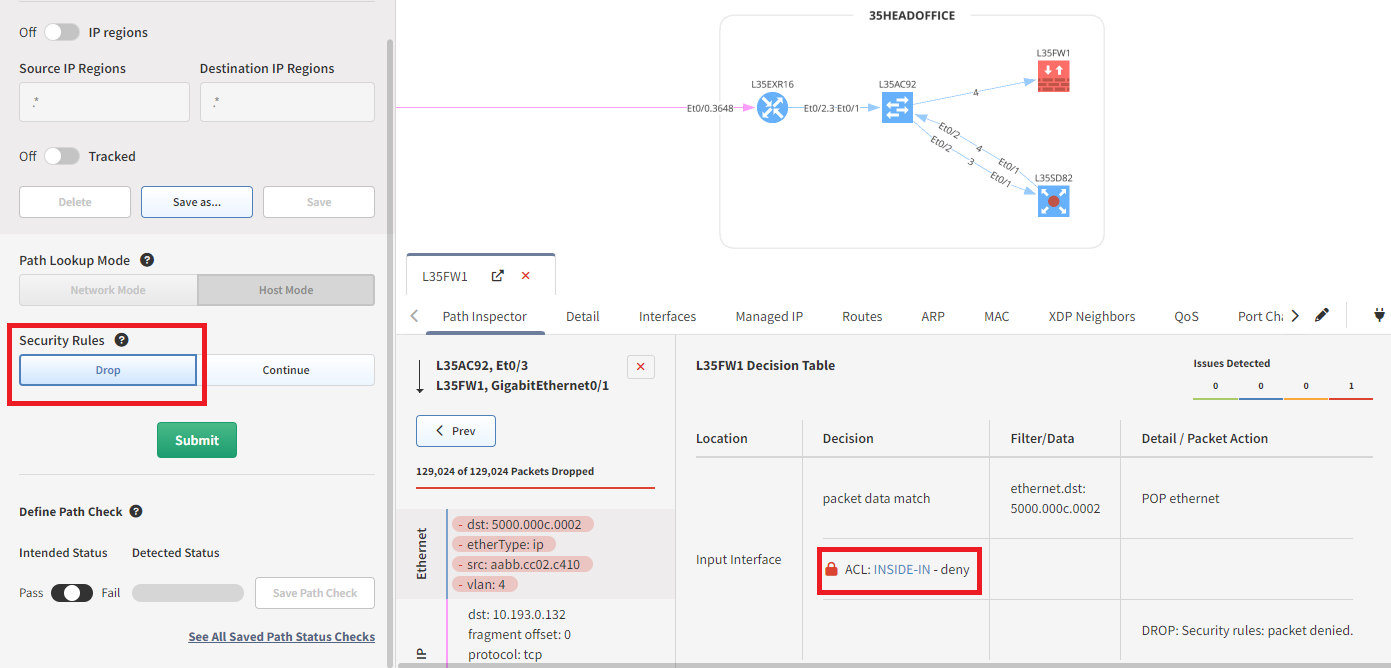 Off IP regions
Source IP Regions Destination IP Regions
.* .*
Off Tracked
Delete Save as... Save
Path Lookup Mode ?
Network Mode Host Mode
Security Rules ?
Drop Continue
Submit
Define Path Check ?
Intended Status Detected Status
Pass Fail Save Path Check
See All Saved Path Status Checks
35HEADOFFICE
L35FW1
L35EXR16 L35AC92
4
Et0/0.3648 Et0/2.3 Et0/1
Et0/2 4 Et0/1
Et0/2 3 Et0/1
L35SD82
L35FW1
Path Inspector Detail Interfaces Managed IP Routes ARP MAC XDP Neighbors QoS Port Cha
L35AC92, Et0/3
L35FW1, GigabitEthernet0/1
Prev
129,024 of 129,024 Packets Dropped
Ethernet
- dst: 5000.000c.0002
- etherType: ip
- src: aabb.cc02.c410
- vlan: 4
IP
dst: 10.193.0.132
fragment offset: 0
protocol: tcp
L35FW1 Decision Table
Issues Detected
0 0 0 1
Location Decision Filter/Data Detail / Packet Action
packet data match ethernet.dst: POP ethernet
5000.000c.0002
Input Interface
ACL: INSIDE-IN - deny
DROP: Security rules: packet denied.